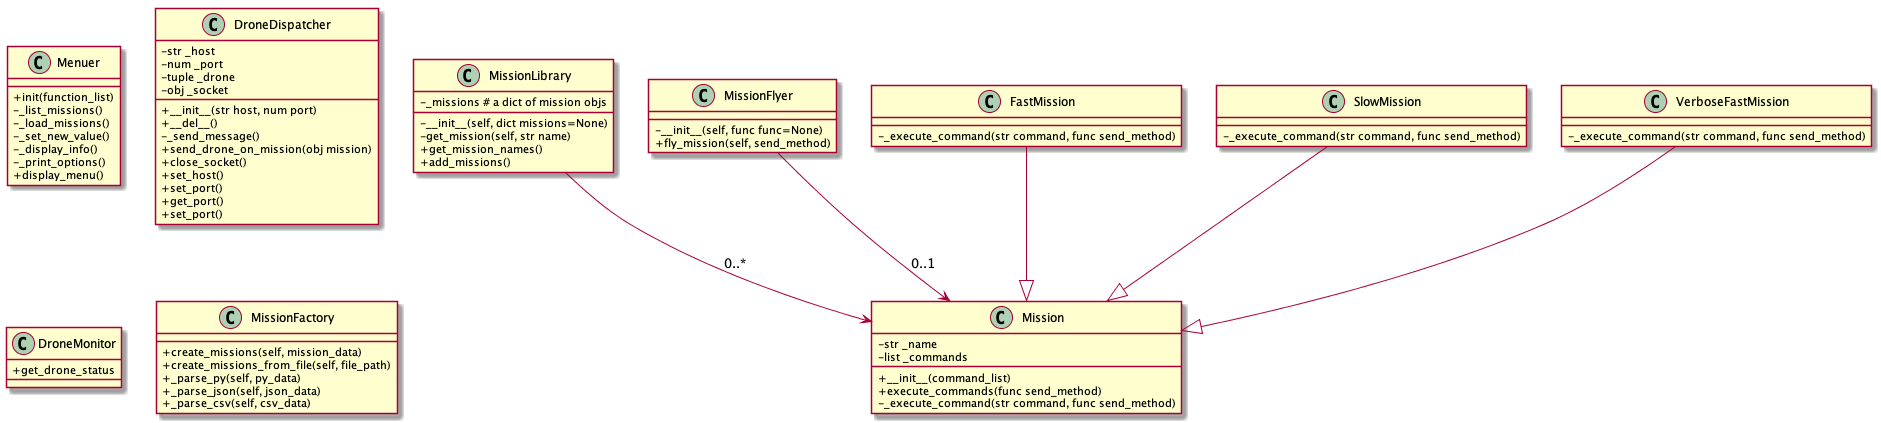 C Menuer
+init(function_list)
-_list_missions()
-_load_missions()
-_set_new_value()
-_display_info()
-_print_options()
+display_menu()
C DroneDispatcher
-str _host
-num _port
-tuple _drone
-obj _socket
+__init__(str host, num port)
+__del__()
-_send_message()
+send_drone_on_mission(obj mission)
+close_socket()
+set_host()
+set_port()
+get_port()
+set_port()
C MissionLibrary
-_missions # a dict of mission objs
-__init__(self, dict missions=None)
-get_mission(self, str name)
+get_mission_names()
+add_missions()
C MissionFlyer
-__init__(self, func func=None)
+fly_mission(self, send_method)
C FastMission
-_execute_command(str command, func send_method)
C SlowMission
-_execute_command(str command, func send_method)
C VerboseFastMission
-_execute_command(str command, func send_method)
0..*
0..1
C DroneMonitor
+get_drone_status
C MissionFactory
+create_missions(self, mission_data)
+create_missions_from_file(self, file_path)
+_parse_py(self, py_data)
+_parse_json(self, json_data)
+_parse_csv(self, csv_data)
C Mission
-str _name
-list _commands
+__init__(command_list)
+execute_commands(func send_method)
-_execute_command(str command, func send_method)